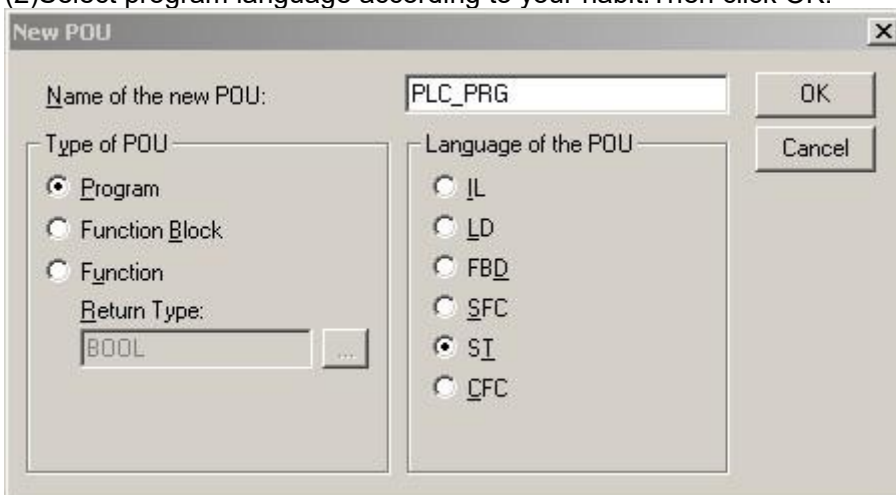 (2)Select program language according to your habit.Then click OK.
New POU
Name of the new POU:
PLC_PRG
OK
Cancel
Type of POU
Program
Function Block
Function
Return Type:
BOOL
...
Language of the POU
IL
LD
FBD
SFC
ST
CFC